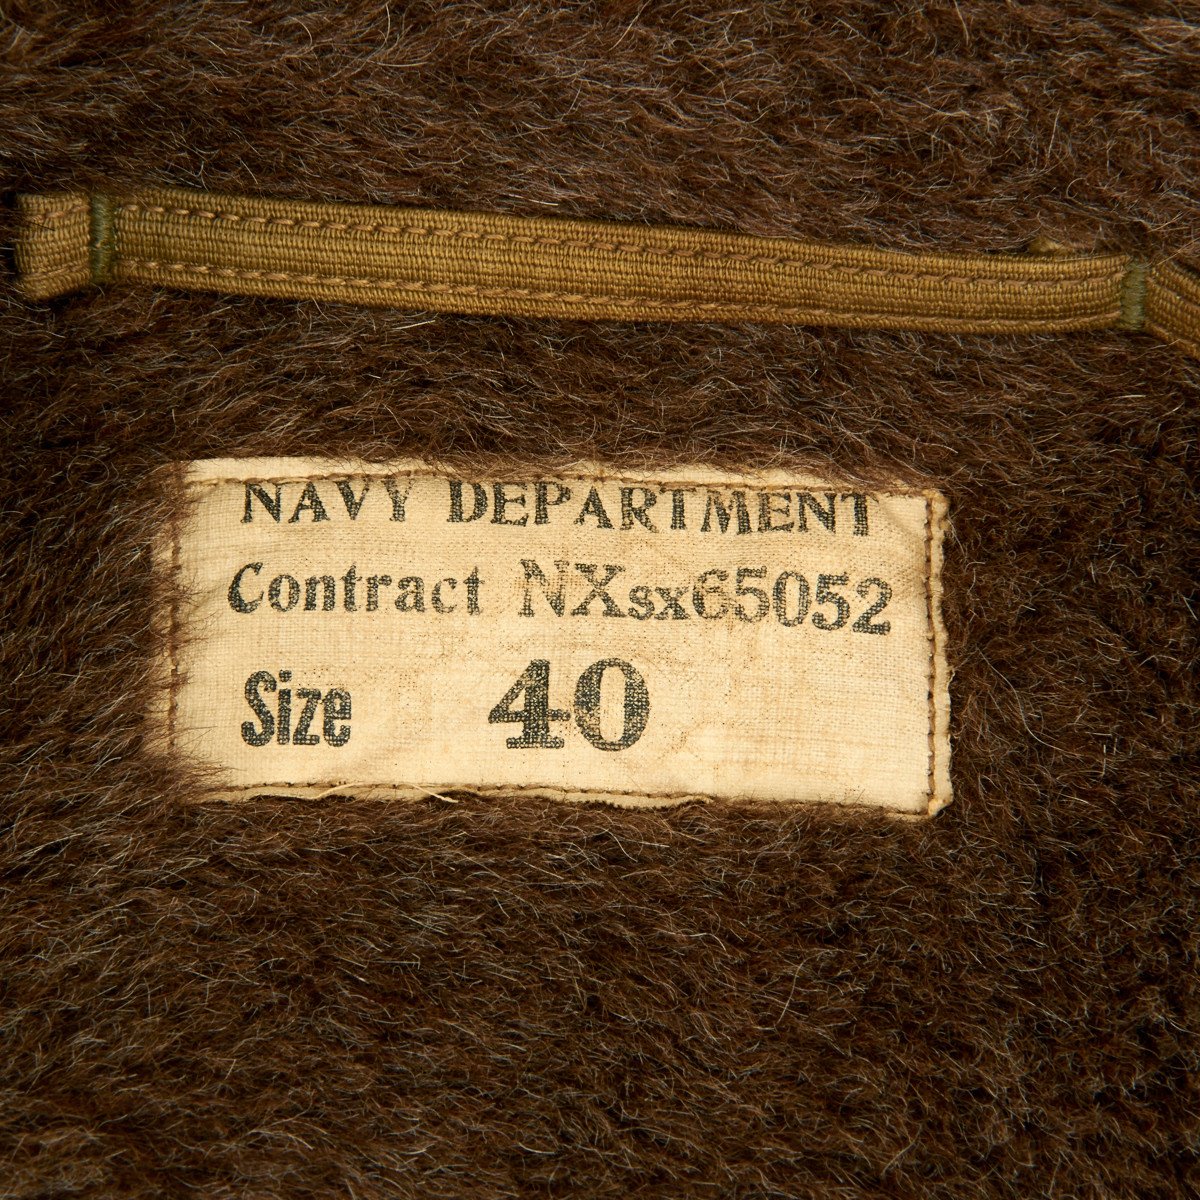 NAVY DEPARTMENT
Contract NXsx65052
Size 40